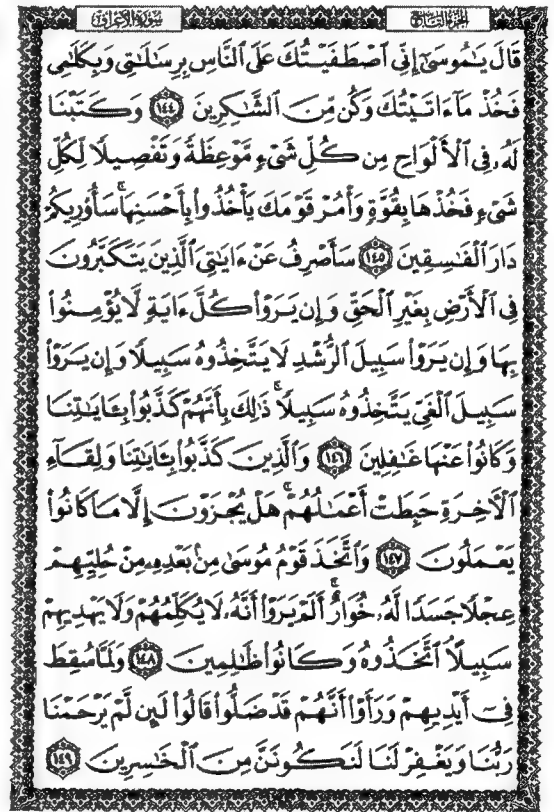 الجزء التاسع
سورة الأعراف
قَالَ يَٰمُوسَىٰٓ إِنِّي ٱصۡطَفَيۡتُكَ عَلَى ٱلنَّاسِ بِرِسَٰلَٰتِي وَبِكَلَٰمِي
فَخُذۡ مَآ ءَاتَيۡتُكَ وَكُن مِّنَ ٱلشَّٰكِرِينَ ١٤٤ وَكَتَبۡنَا
لَهُۥ فِي ٱلۡأَلۡوَاحِ مِن كُلِّ شَيۡءٖ مَّوۡعِظَةٗ وَتَفۡصِيلٗا لِّكُلِّ
شَيۡءٖ فَخُذۡهَا بِقُوَّةٖ وَأۡمُرۡ قَوۡمَكَ يَأۡخُذُواْ بِأَحۡسَنِهَاۚ سَأُوْرِيكُمۡ
دَارَ ٱلۡفَٰسِقِينَ ١٤٥ سَأَصۡرِفُ عَنۡ ءَايَٰتِيَ ٱلَّذِينَ يَتَكَبَّرُونَ
فِي ٱلۡأَرۡضِ بِغَيۡرِ ٱلۡحَقِّ وَإِن يَرَوۡاْ كُلَّ ءَايَةٖ لَّا يُؤۡمِنُواْ
بِهَا وَإِن يَرَوۡاْ سَبِيلَ ٱلرُّشۡدِ لَا يَتَّخِذُوهُ سَبِيلٗا وَإِن يَرَوۡاْ
سَبِيلَ ٱلۡغَيِّ يَتَّخِذُوهُ سَبِيلٗاۚ ذَٰلِكَ بِأَنَّهُمۡ كَذَّبُواْ بِـَٔايَٰتِنَا
وَكَانُواْ عَنۡهَا غَٰفِلِينَ ١٤٦ وَٱلَّذِينَ كَذَّبُواْ بِـَٔايَٰتِنَا وَلِقَآءِ
ٱلۡأٓخِرَةِ حَبِطَتۡ أَعۡمَٰلُهُمۡۚ هَلۡ يُجۡزَوۡنَ إِلَّا مَا كَانُواْ
يَعۡمَلُونَ ١٤٧ وَٱتَّخَذَ قَوۡمُ مُوسَىٰ مِنۢ بَعۡدِهِۦ مِنۡ حُلِيِّهِمۡ
عِجۡلٗا جَسَدٗا لَّهُۥ خُوَارٌۚ أَلَمۡ يَرَوۡاْ أَنَّهُۥ لَا يُكَلِّمُهُمۡ وَلَا يَهۡدِيهِمۡ
سَبِيلًاۘ ٱتَّخَذُوهُ وَكَانُواْ ظَٰلِمِينَ ١٤٨ وَلَمَّا سُقِطَ
فِيٓ أَيۡدِيهِمۡ وَرَأَوۡاْ أَنَّهُمۡ قَدۡ ضَلُّواْ قَالُواْ لَئِن لَّمۡ يَرۡحَمۡنَا
رَبُّنَا وَيَغۡفِرۡ لَنَا لَنَكُونَنَّ مِنَ ٱلۡخَٰسِرِينَ ١٤٩